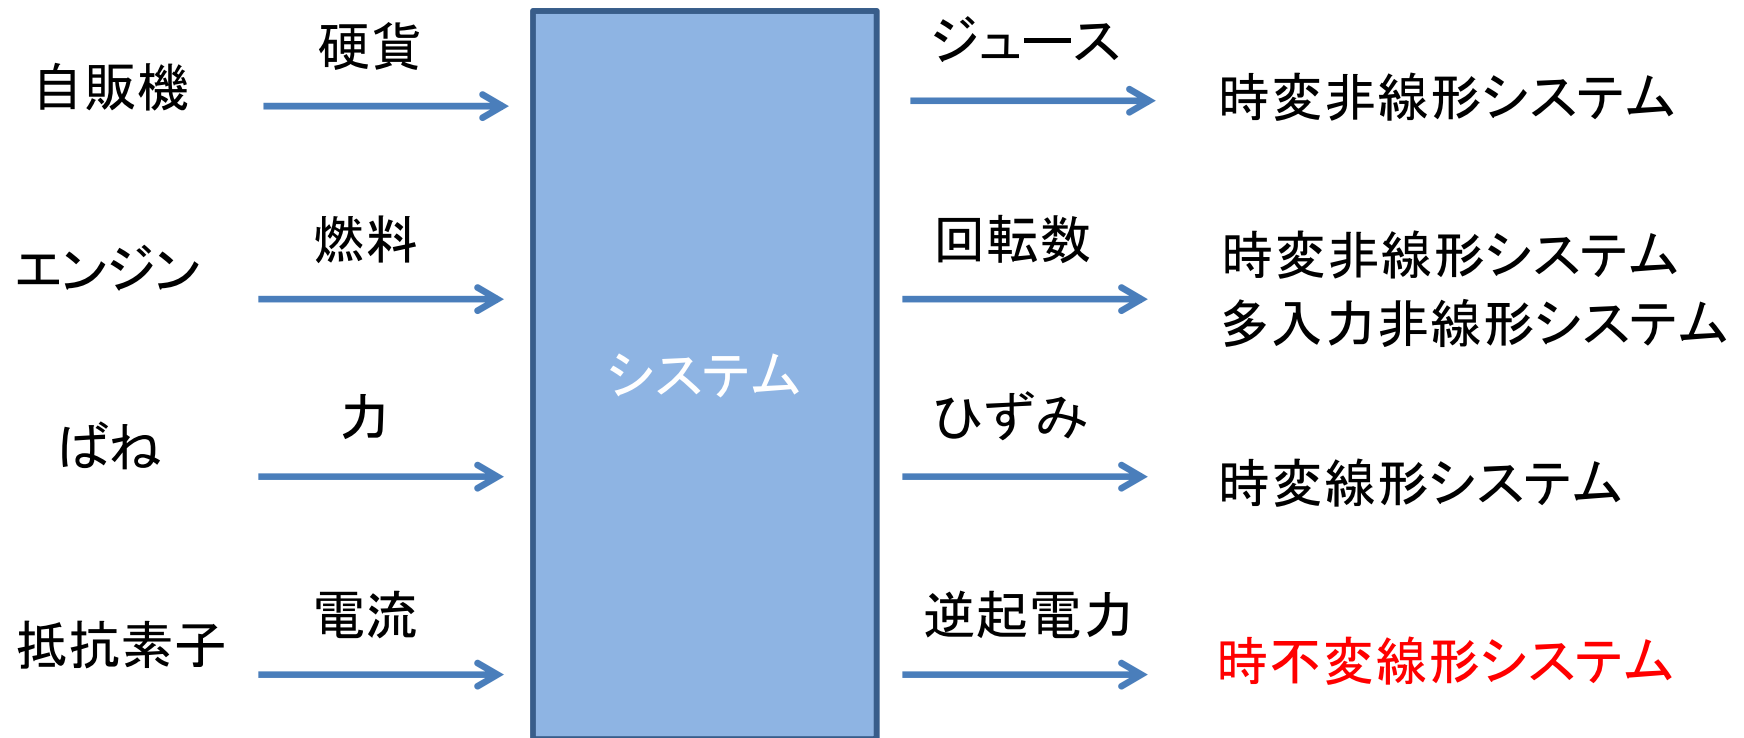 自販機
硬貨
ジュース
時変非線形システム
エンジン
燃料
回転数
時変非線形システム
多入力非線形システム
システム
ばね
力
ひずみ
時変線形システム
抵抗素子
電流
逆起電力
時不変線形システム